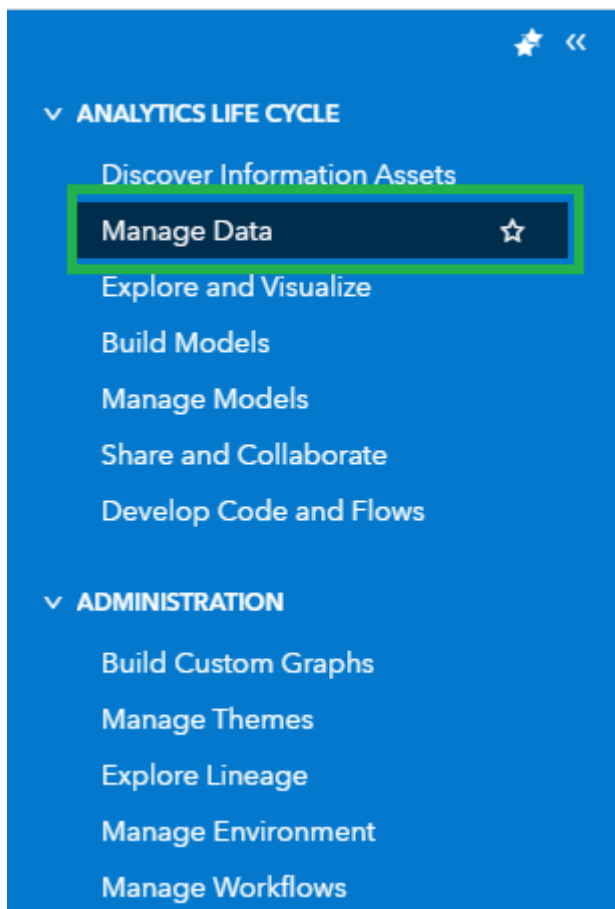 ANALYTICS LIFE CYCLE
Discover Information Assets
Manage Data
Explore and Visualize
Build Models
Manage Models
Share and Collaborate
Develop Code and Flows
ADMINISTRATION
Build Custom Graphs
Manage Themes
Explore Lineage
Manage Environment
Manage Workflows